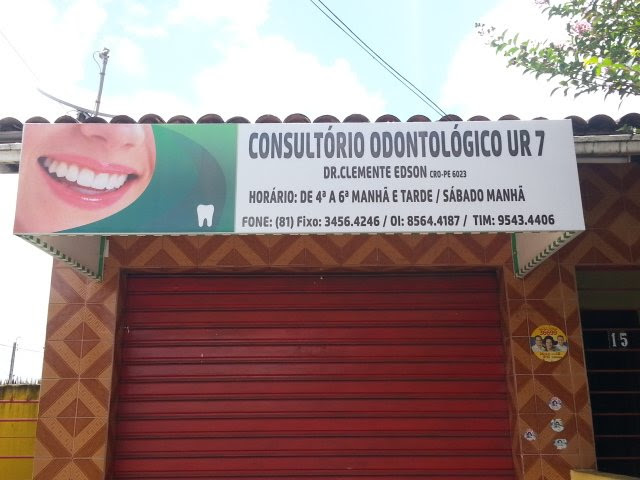 CONSULTÓRIO ODONTOLÓGICO UR 7
DR.CLEMENTE EDSON CRO-PE 6023
HORÁRIO: DE 4ª A 6ª MANHÃ E TARDE / SÁBADO MANHÃ
FONE: (81) Fixo: 3456.4246 / OI: 8564.4187 / TIM: 9543.4406
15